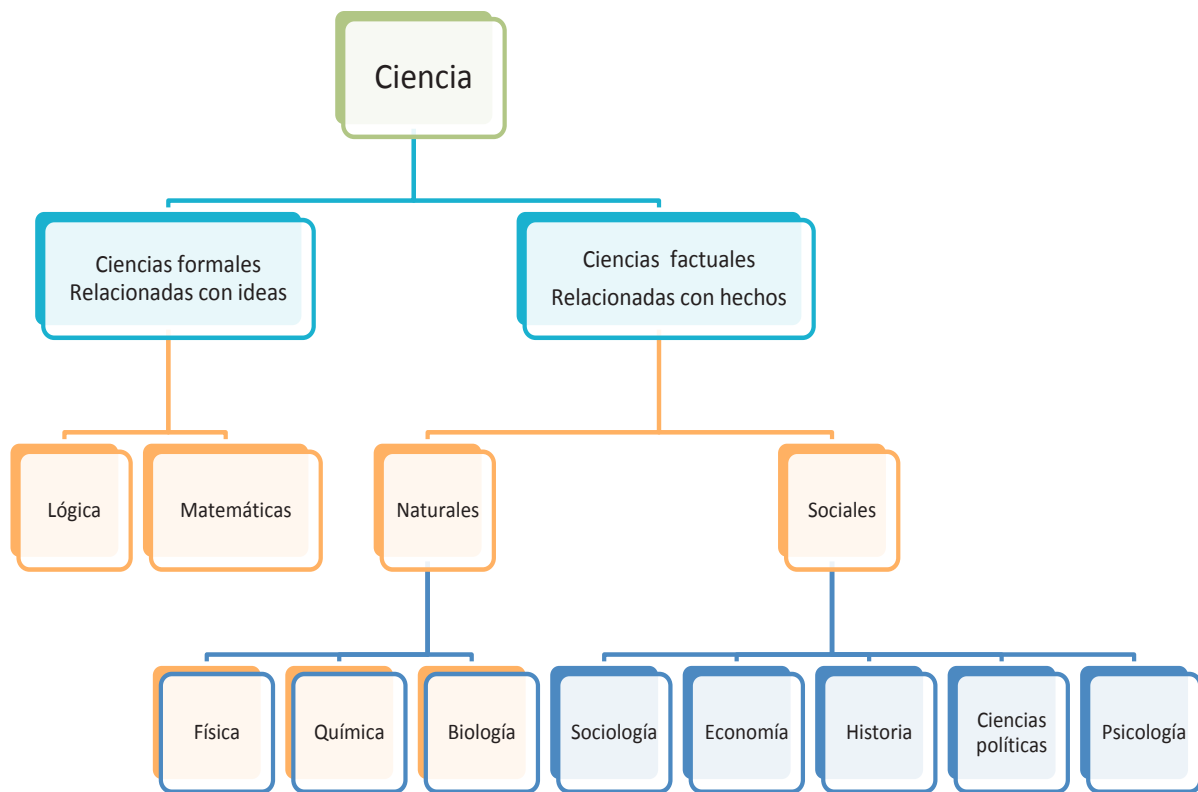 Ciencia
Ciencias formales
Relacionadas con ideas
Ciencias factuales
Relacionadas con hechos
Lógica
Matemáticas
Naturales
Sociales
Física
Química
Biología
Sociología
Economía
Historia
Ciencias
políticas
Psicología